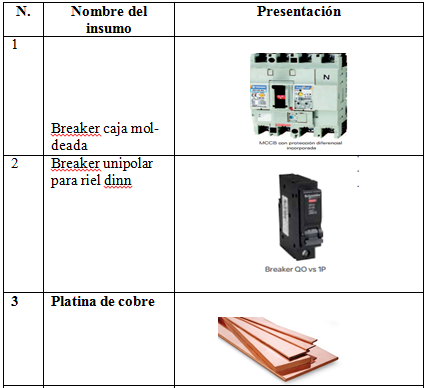 N. Nombre del Presentación
insumo
1
N
MCCB con protección diferencial
incorporada
Breaker caja mol-
deada
2 Breaker unipolar
para riel dinn
Schneider
Breaker QO vs 1P
3 Platina de cobre